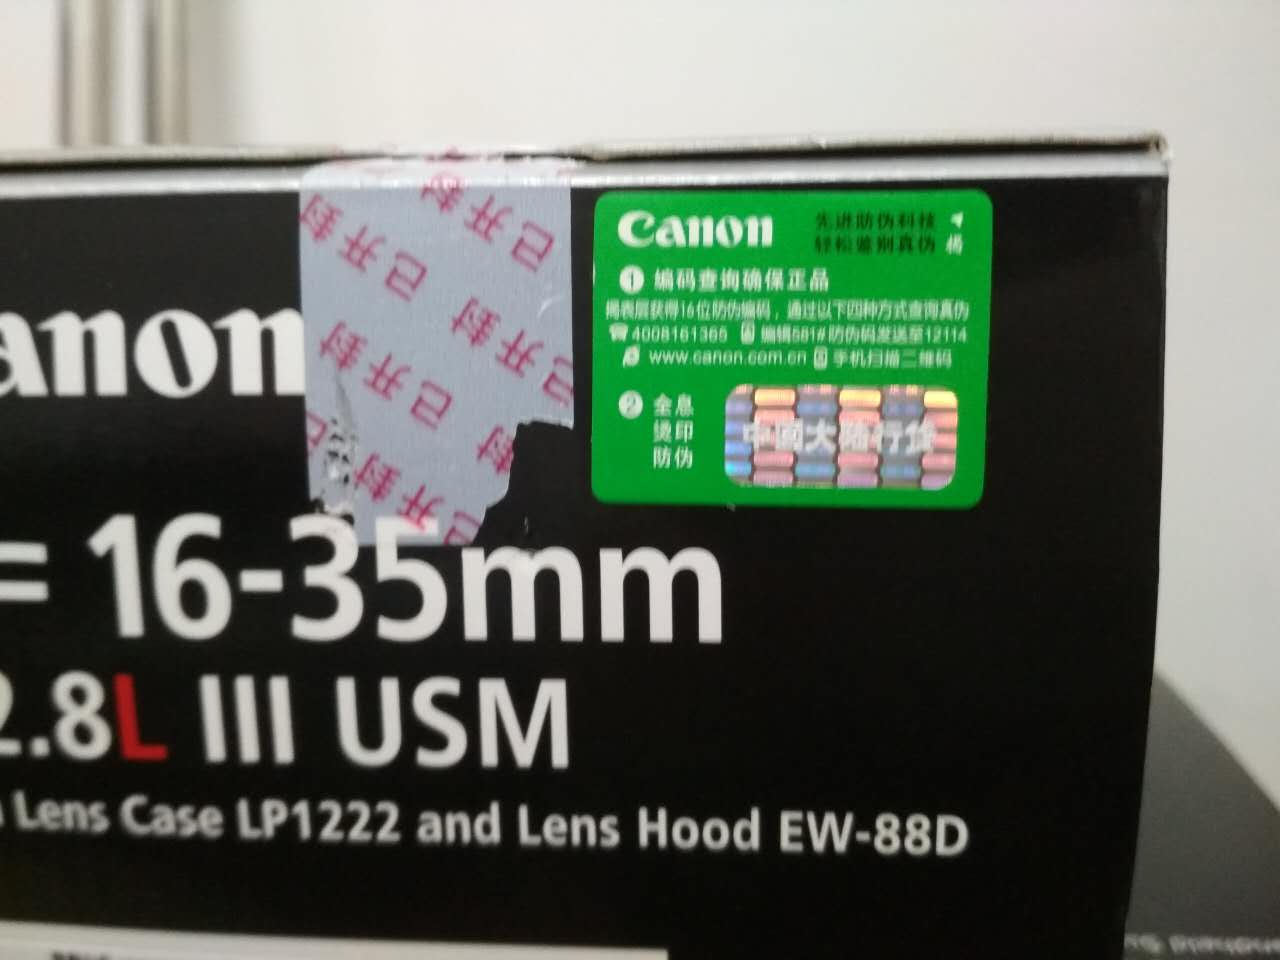 已开封 已开封
已开封 已开封
已开封 已开封
已开封
anon
= 16-35mm
2.8L III USM
Lens Case LP1222 and Lens Hood EW-88D
Canon
先进防伪科技
轻松鉴别真伪
揭
1 编码查询确保正品
揭表层获得16位防伪编码，通过以下四种方式查询真伪
4008161365 编辑581#防伪码发送至12114
www.canon.com.cn 手机扫描二维码
2 全息
烫印
防伪
中国大陆行货